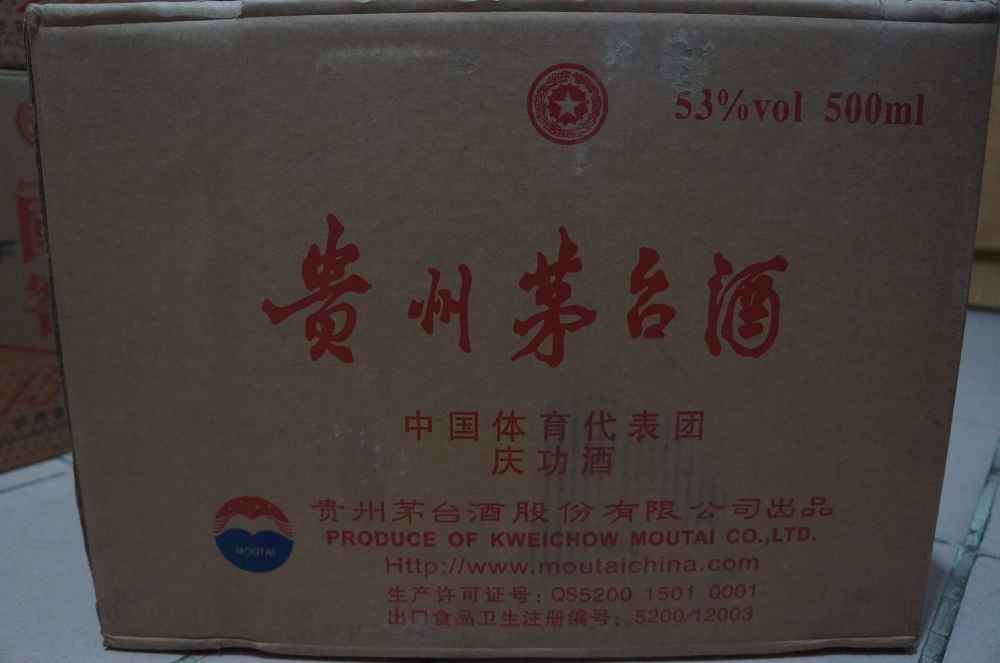 53%vol 500ml
贵州茅台酒
中国体育代表团
庆功酒
MOUTAI
贵州茅台酒股份有限公司出品
PRODUCE OF KWEICHOW MOUTAI CO.,LTD.
Http://www.moutaichina.com
生产许可证号：QS5200 1501 0001
出口食品卫生注册编号：5200/12003